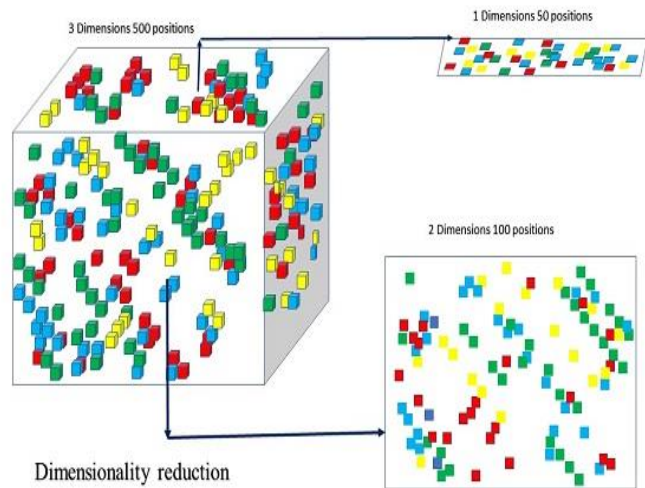 3 Dimensions 500 positions
1 Dimensions 50 positions
2 Dimensions 100 positions
Dimensionality reduction